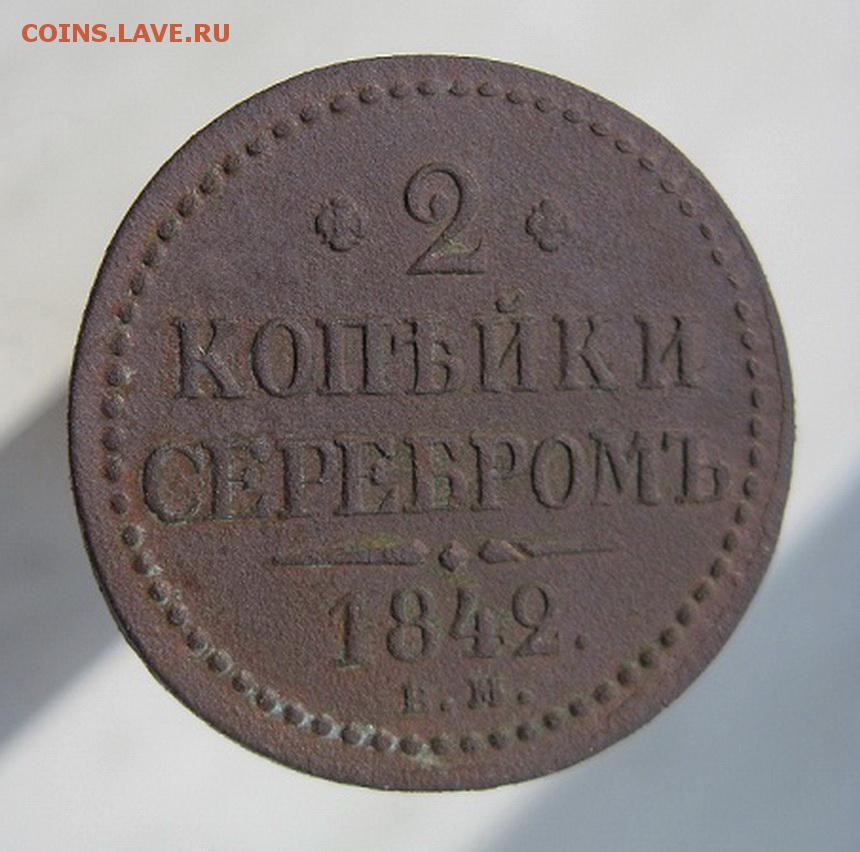 COINS.LAVE.RU
2
КОПѢЙКИ
СЕРЕБРОМЪ
1842.
Е.М.